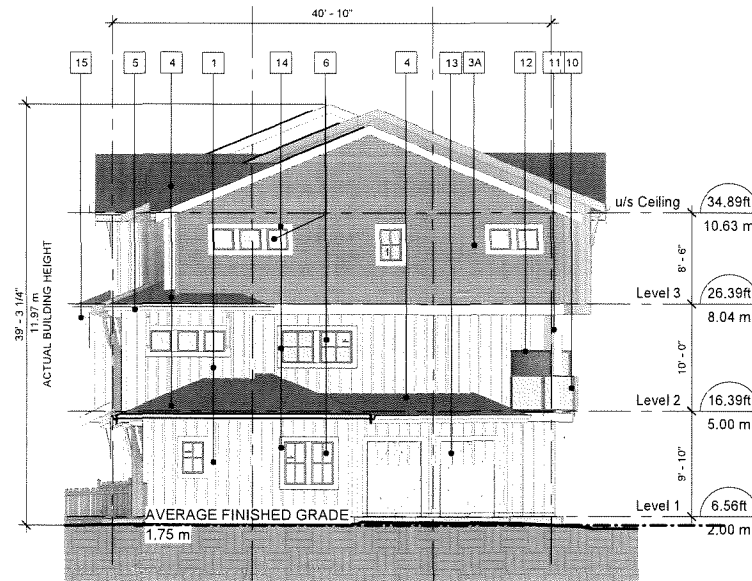 40' - 10"
15 5 4 1 14 6 4 13 3A 12 11 10
u/s Ceiling 34.89ft
10.63 m
8' - 6"
Level 3 26.39ft
8.04 m
10' - 0"
Level 2 16.39ft
5.00 m
9' - 10"
Level 1 6.56ft
2.00 m
39' - 3 1/4"
11.97 m
ACTUAL BUILDING HEIGHT
AVERAGE FINISHED GRADE
1.75 m